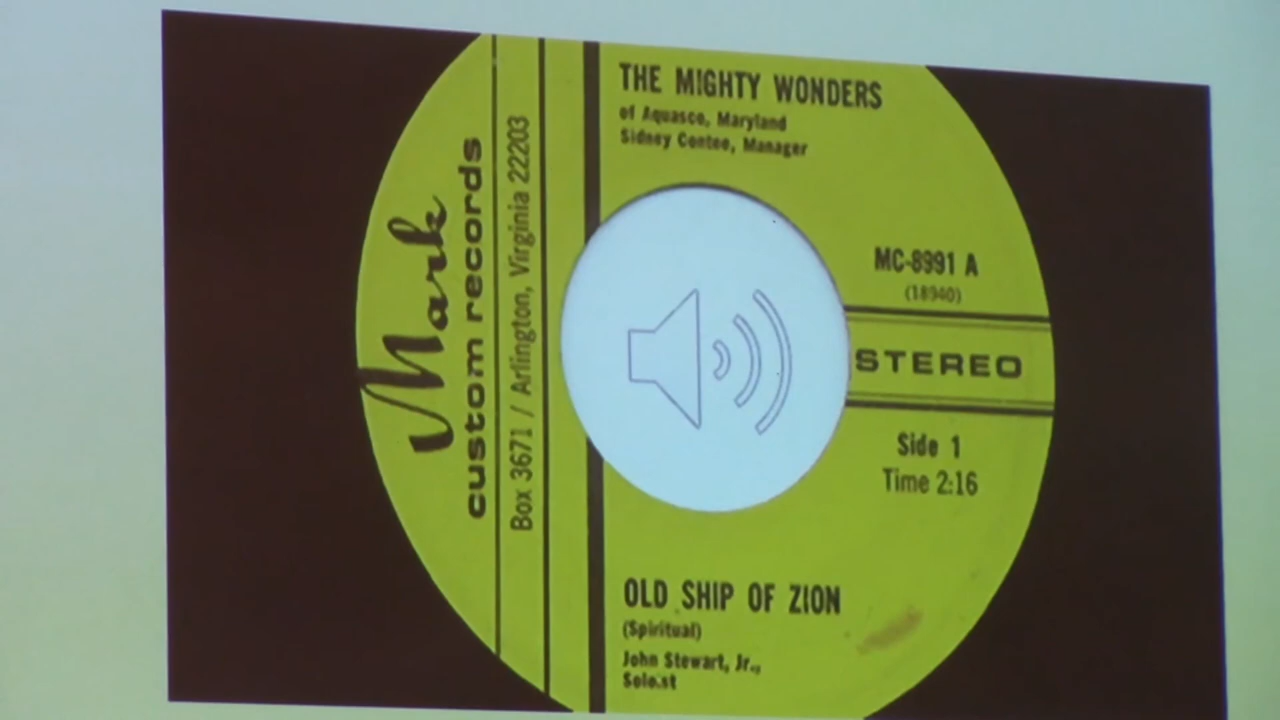 THE MIGHTY WONDERS
of Aquasco, Maryland
Sidney Contee, Manager
Mark
custom records
Box 3671 / Arlington, Virginia 22203
MC-8991 A
(18940)
STEREO
Side 1
Time 2:16
OLD SHIP OF ZION
(Spiritual)
John Stewart, Jr.,
Soloist